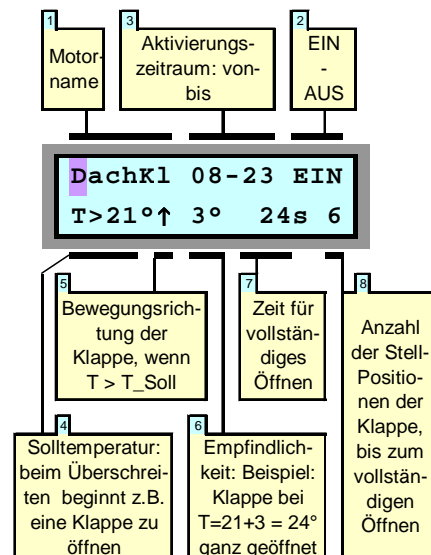 1
Motor-
name
3
Aktivierungs-
zeitraum: von-
bis
2
EIN
-
AUS
DachKl 08-23 EIN
T>21°↑ 3° 24s 6
5
Bewegungsrich-
tung der
Klappe, wenn
T > T_Soll
7
Zeit für
vollstän-
diges
Öffnen
8
Anzahl
der Stell-
Positio-
nen der
Klappe,
bis zum
vollstän-
digen
Öffnen
4
Solltemperatur:
beim Überschrei-
ten beginnt z.B.
eine Klappe zu
öffnen
6
Empfindlich-
keit: Beispiel:
Klappe bei
T=21+3 = 24°
ganz geöffnet